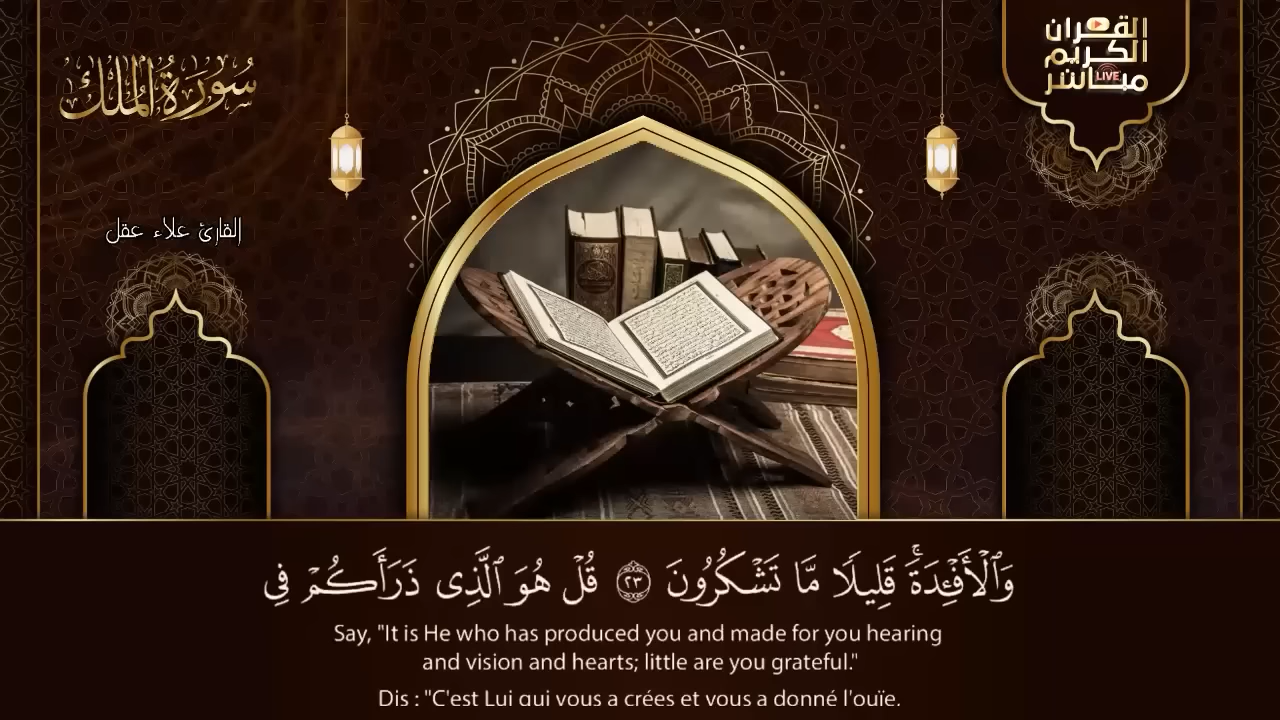 سُورَةُ المُلك
القرآن
الكريم
مباشر
LIVE
القارئ علاء عقل
وَٱلْأَفْـِٔدَةَۚ قَلِيلًا مَّا تَشْكُرُونَ ٢٣ قُلْ هُوَ ٱلَّذِى ذَرَأَكُمْ فِى
Say, "It is He who has produced you and made for you hearing
and vision and hearts; little are you grateful."
Dis : "C'est Lui qui vous a crées et vous a donné l'ouïe.